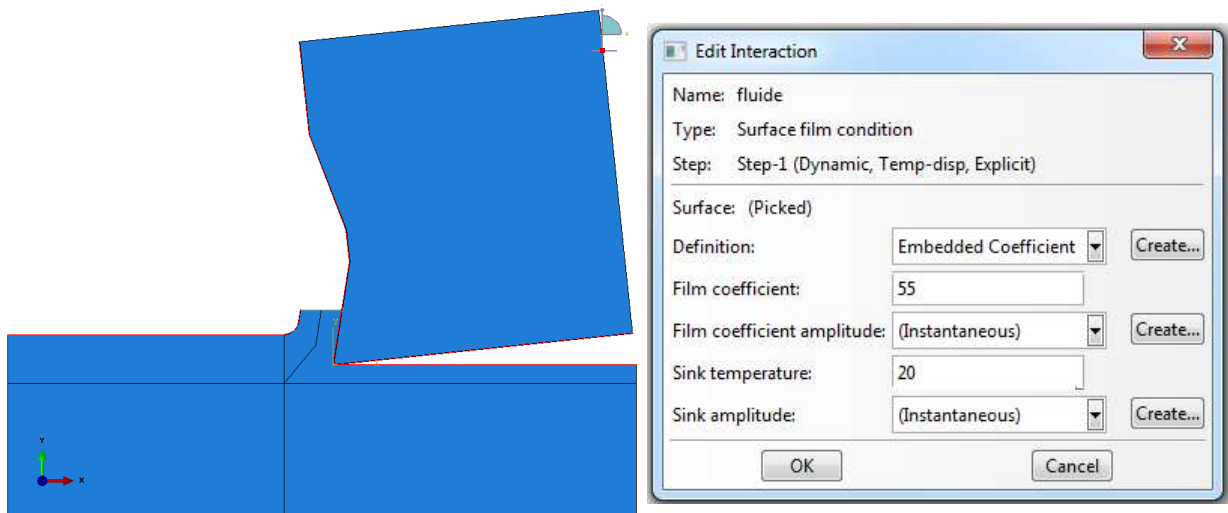 Edit Interaction
Name: fluide
Type: Surface film condition
Step: Step-1 (Dynamic, Temp-disp, Explicit)
Surface: (Picked)
Definition: Embedded Coefficient Create...
Film coefficient: 55
Film coefficient amplitude: (Instantaneous) Create...
Sink temperature: 20
Sink amplitude: (Instantaneous) Create...
OK Cancel
Y
X
x